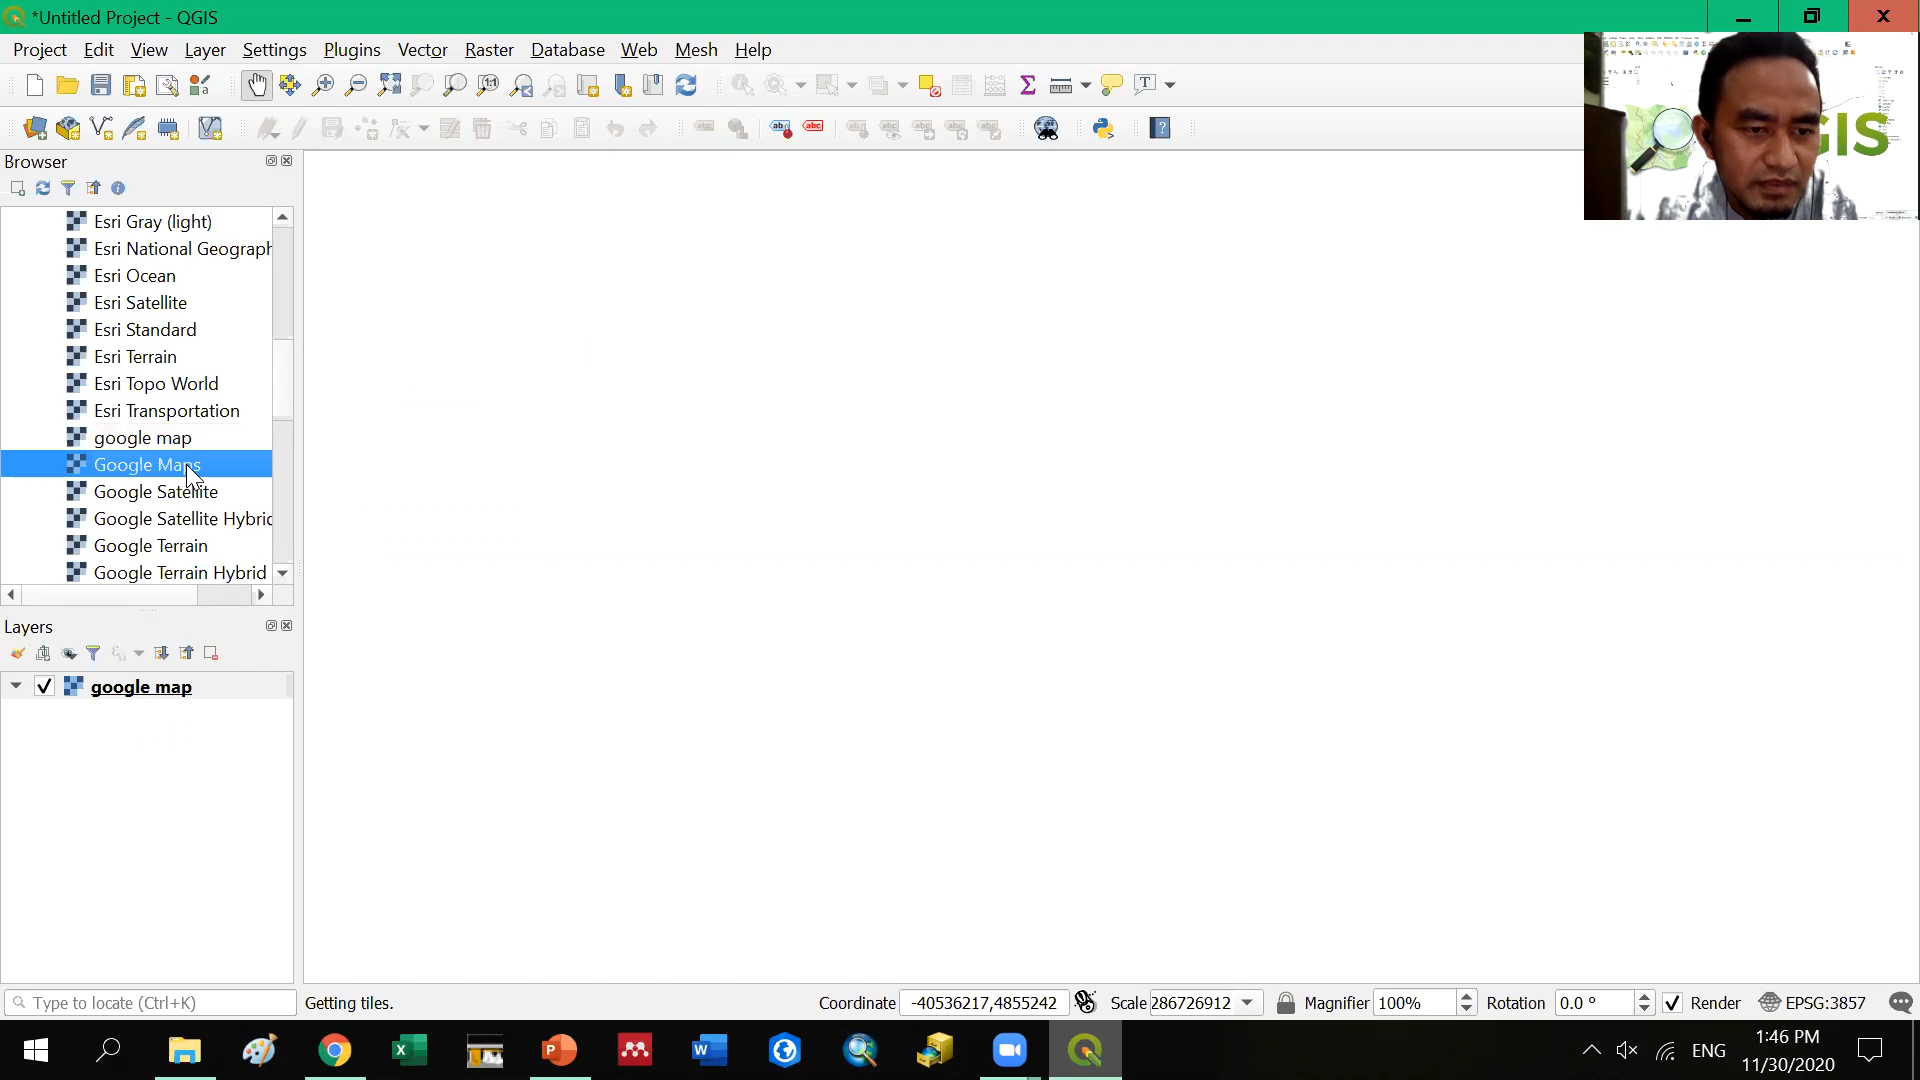 *Untitled Project - QGIS
Project Edit View Layer Settings Plugins Vector Raster Database Web Mesh Help
GIS
Browser
Esri Gray (light)
Esri National Geograph
Esri Ocean
Esri Satellite
Esri Standard
Esri Terrain
Esri Topo World
Esri Transportation
google map
Google Maps
Google Satellite
Google Satellite Hybrid
Google Terrain
Google Terrain Hybrid
Layers
google map
Type to locate (Ctrl+K) Getting tiles. Coordinate -40536217,4855242 Scale 286726912 Magnifier 100% Rotation 0.0 ° Render EPSG:3857
ENG
1:46 PM
11/30/2020